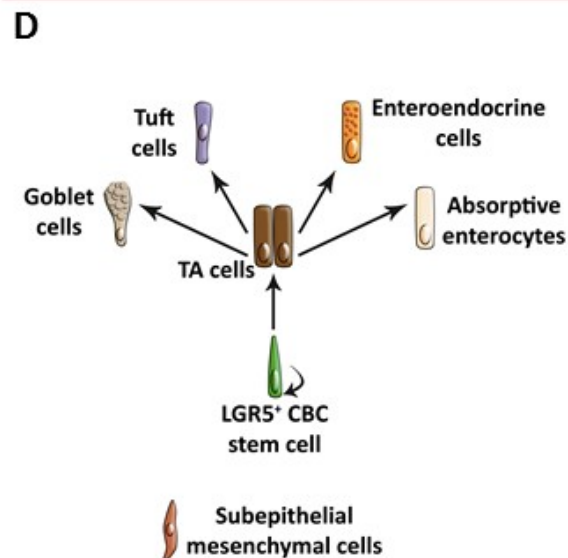 D
Tuft
cells
Enteroendocrine
cells
Goblet
cells
Absorptive
enterocytes
TA cells
LGR5⁺ CBC
stem cell
Subepithelial
mesenchymal cells